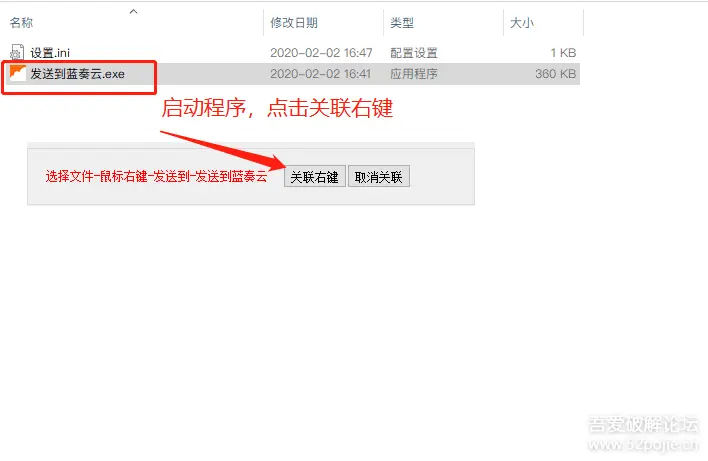 名称 修改日期 类型 大小
设置.ini 2020-02-02 16:47 配置设置 1 KB
发送到蓝奏云.exe 2020-02-02 16:41 应用程序 360 KB
启动程序，点击关联右键
选择文件-鼠标右键-发送到-发送到蓝奏云 关联右键 取消关联
吾爱破解论坛
www.52pojie.cn